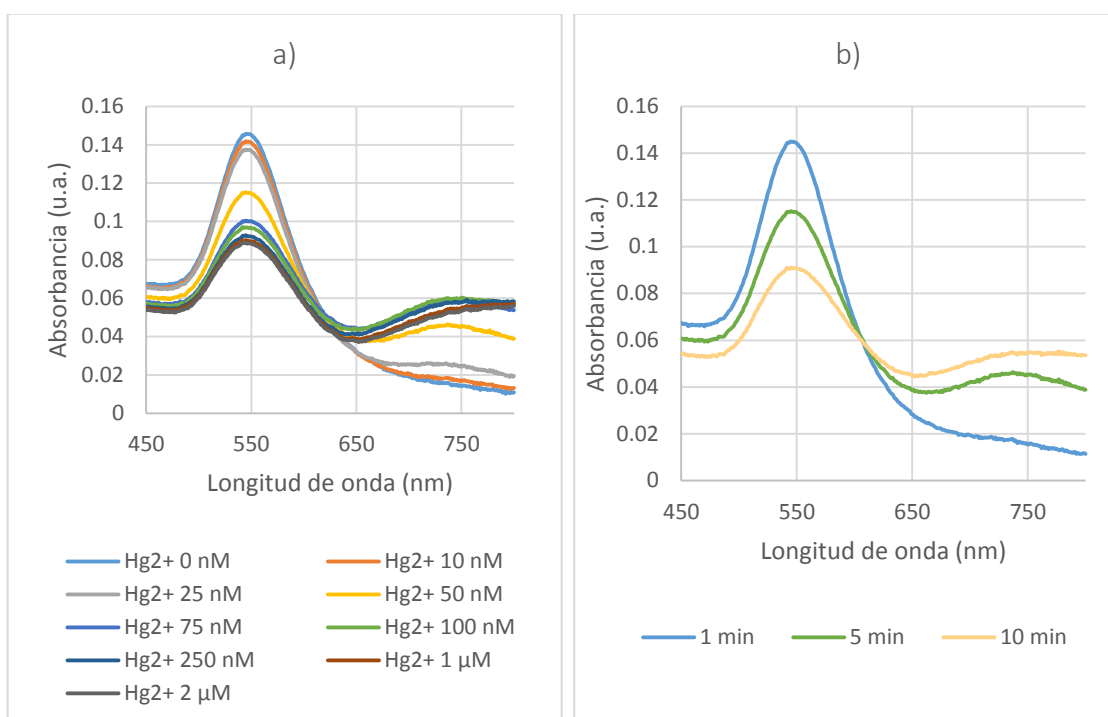 a)
Absorbancia (u.a.)
0.16
0.14
0.12
0.1
0.08
0.06
0.04
0.02
0
450
550
650
750
Longitud de onda (nm)
Hg2+ 0 nM
Hg2+ 10 nM
Hg2+ 25 nM
Hg2+ 50 nM
Hg2+ 75 nM
Hg2+ 100 nM
Hg2+ 250 nM
Hg2+ 1 µM
Hg2+ 2 µM
b)
Absorbancia (u.a.)
0.16
0.14
0.12
0.1
0.08
0.06
0.04
0.02
0
450
550
650
750
Longitud de onda (nm)
1 min
5 min
10 min